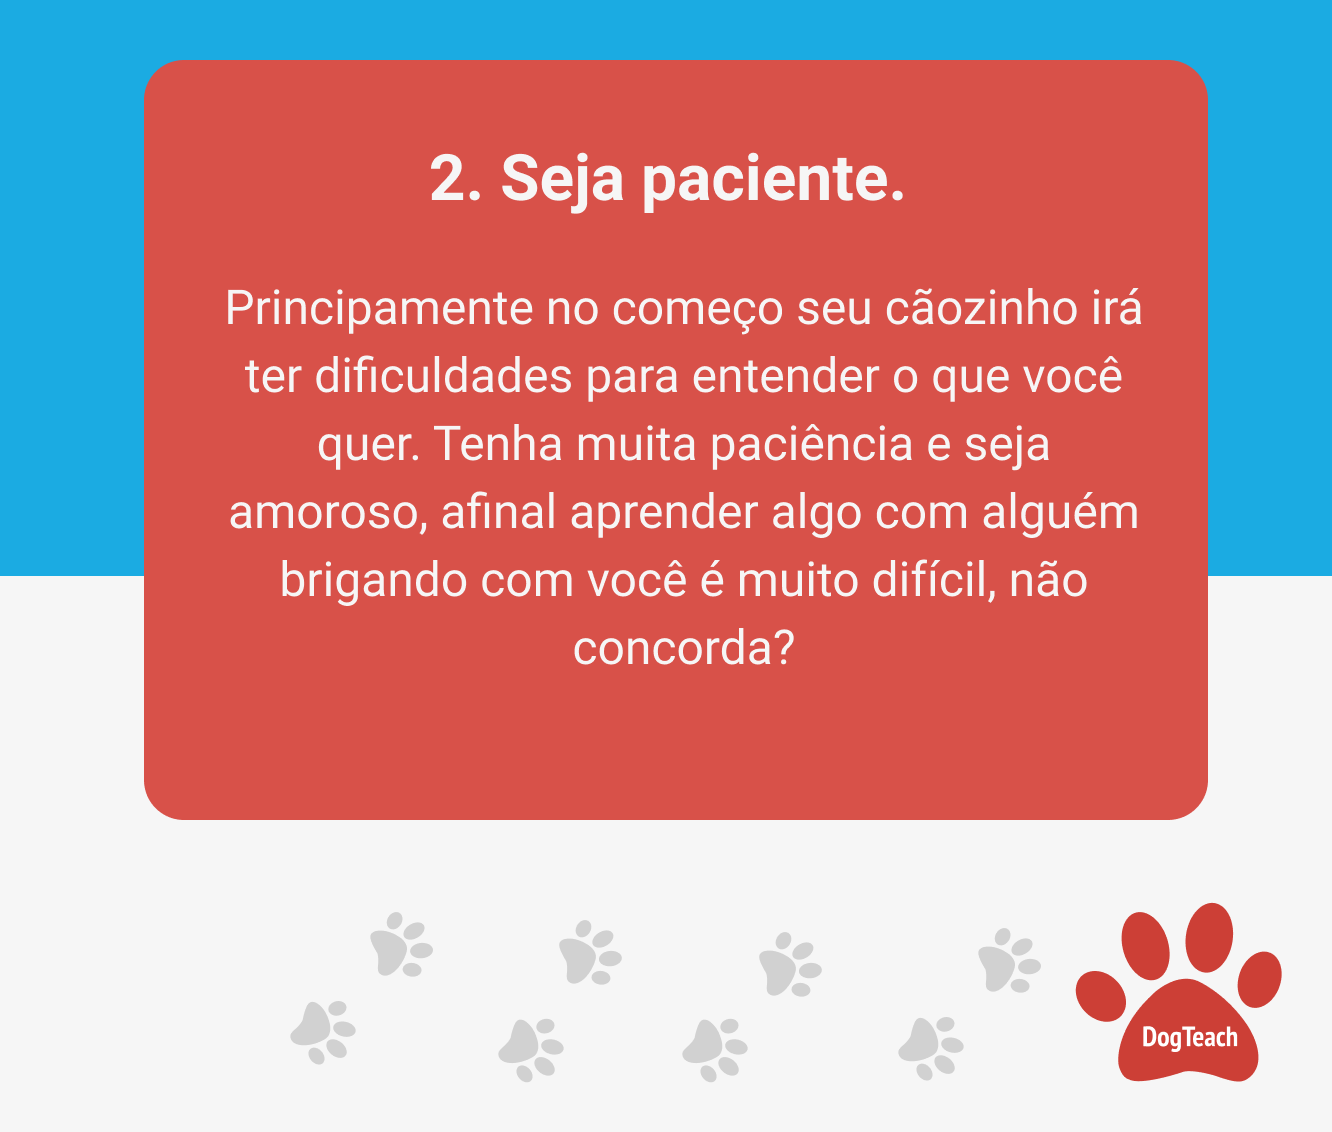 2. Seja paciente.
Principamente no começo seu cãozinho irá
ter dificuldades para entender o que você
quer. Tenha muita paciência e seja
amoroso, afinal aprender algo com alguém
brigando com você é muito difícil, não
concorda?
DogTeach